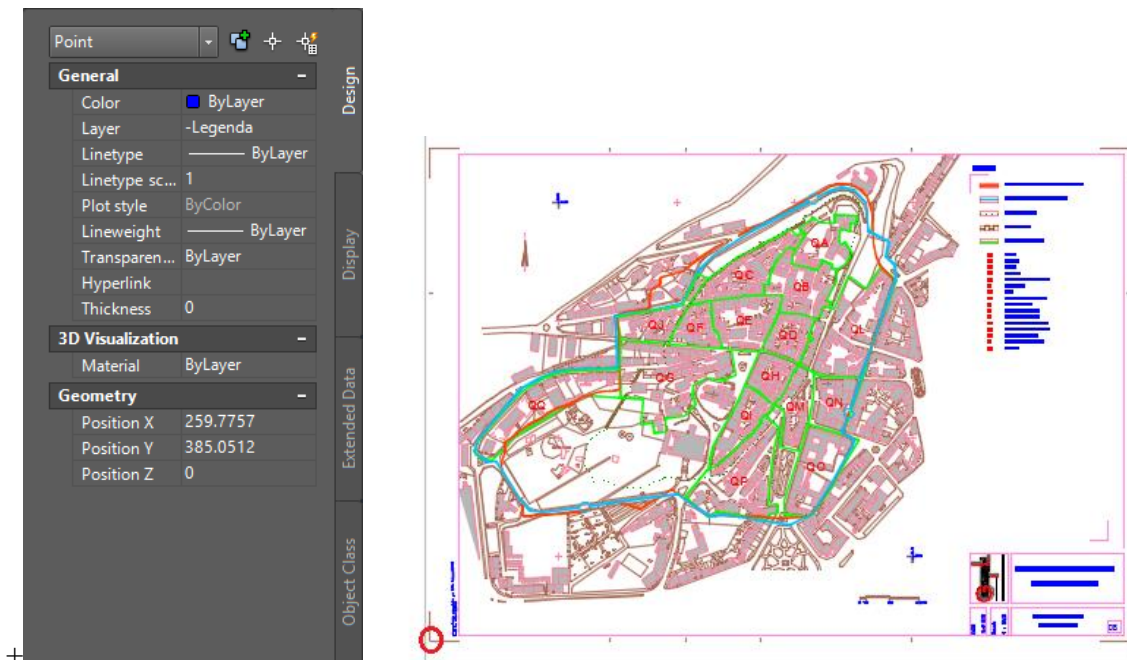 Point
General
Color ByLayer
Layer -Legenda
Linetype ByLayer
Linetype sc... 1
Plot style ByColor
Lineweight ByLayer
Transparen... ByLayer
Hyperlink
Thickness 0
3D Visualization
Material ByLayer
Geometry
Position X 259.7757
Position Y 385.0512
Position Z 0
Design
Display
Extended Data
Object Class
QA
QC
QB
QJ
QF
QE
QD
QL
QG
QH
QQ
QI
QM
QN
QO
QP